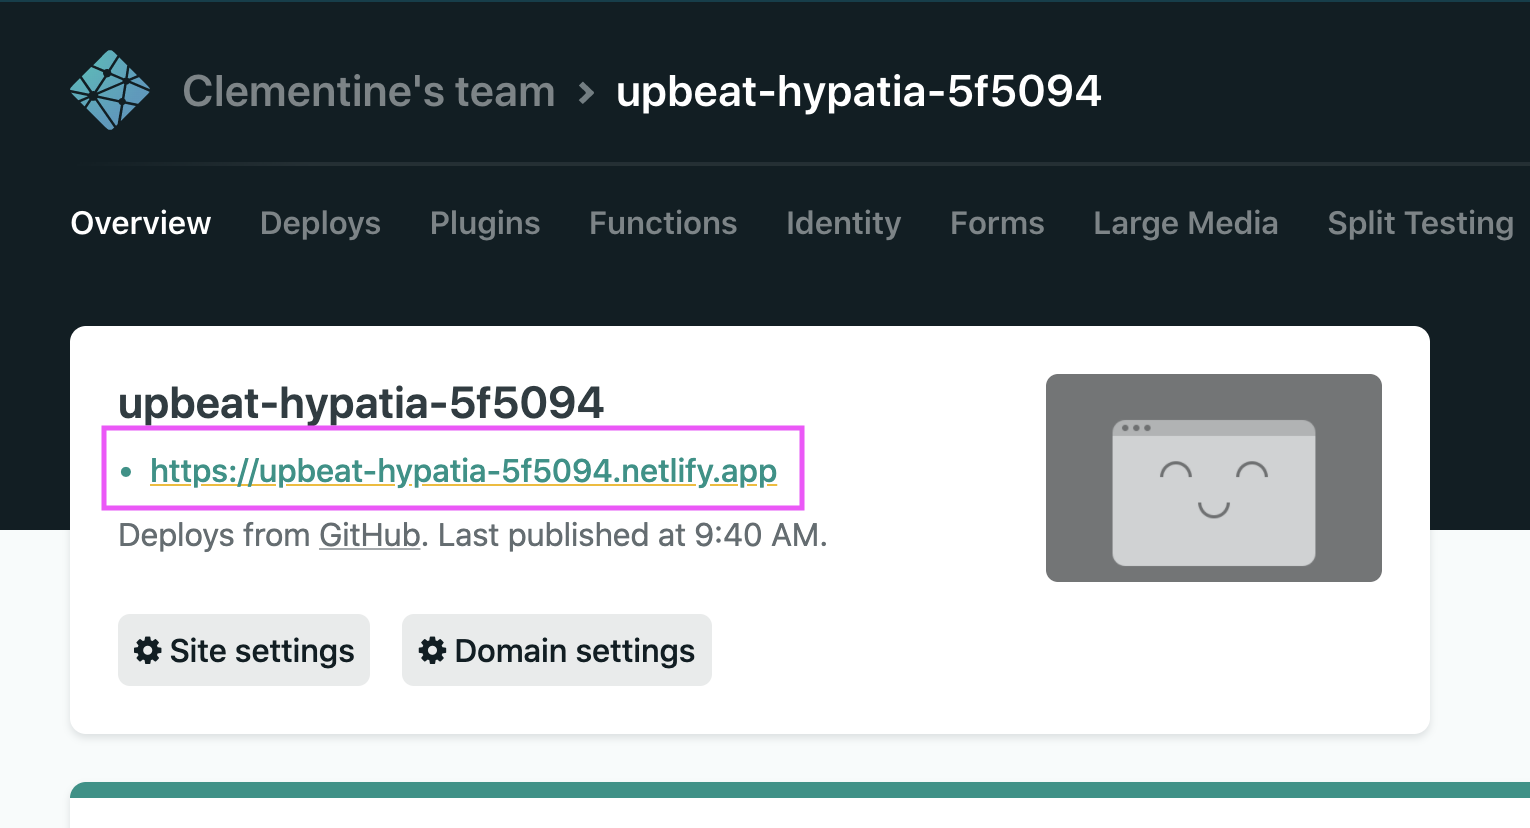 Clementine's team > upbeat-hypatia-5f5094
Overview Deploys Plugins Functions Identity Forms Large Media Split Testing
upbeat-hypatia-5f5094
• https://upbeat-hypatia-5f5094.netlify.app
Deploys from GitHub. Last published at 9:40 AM.
Site settings Domain settings